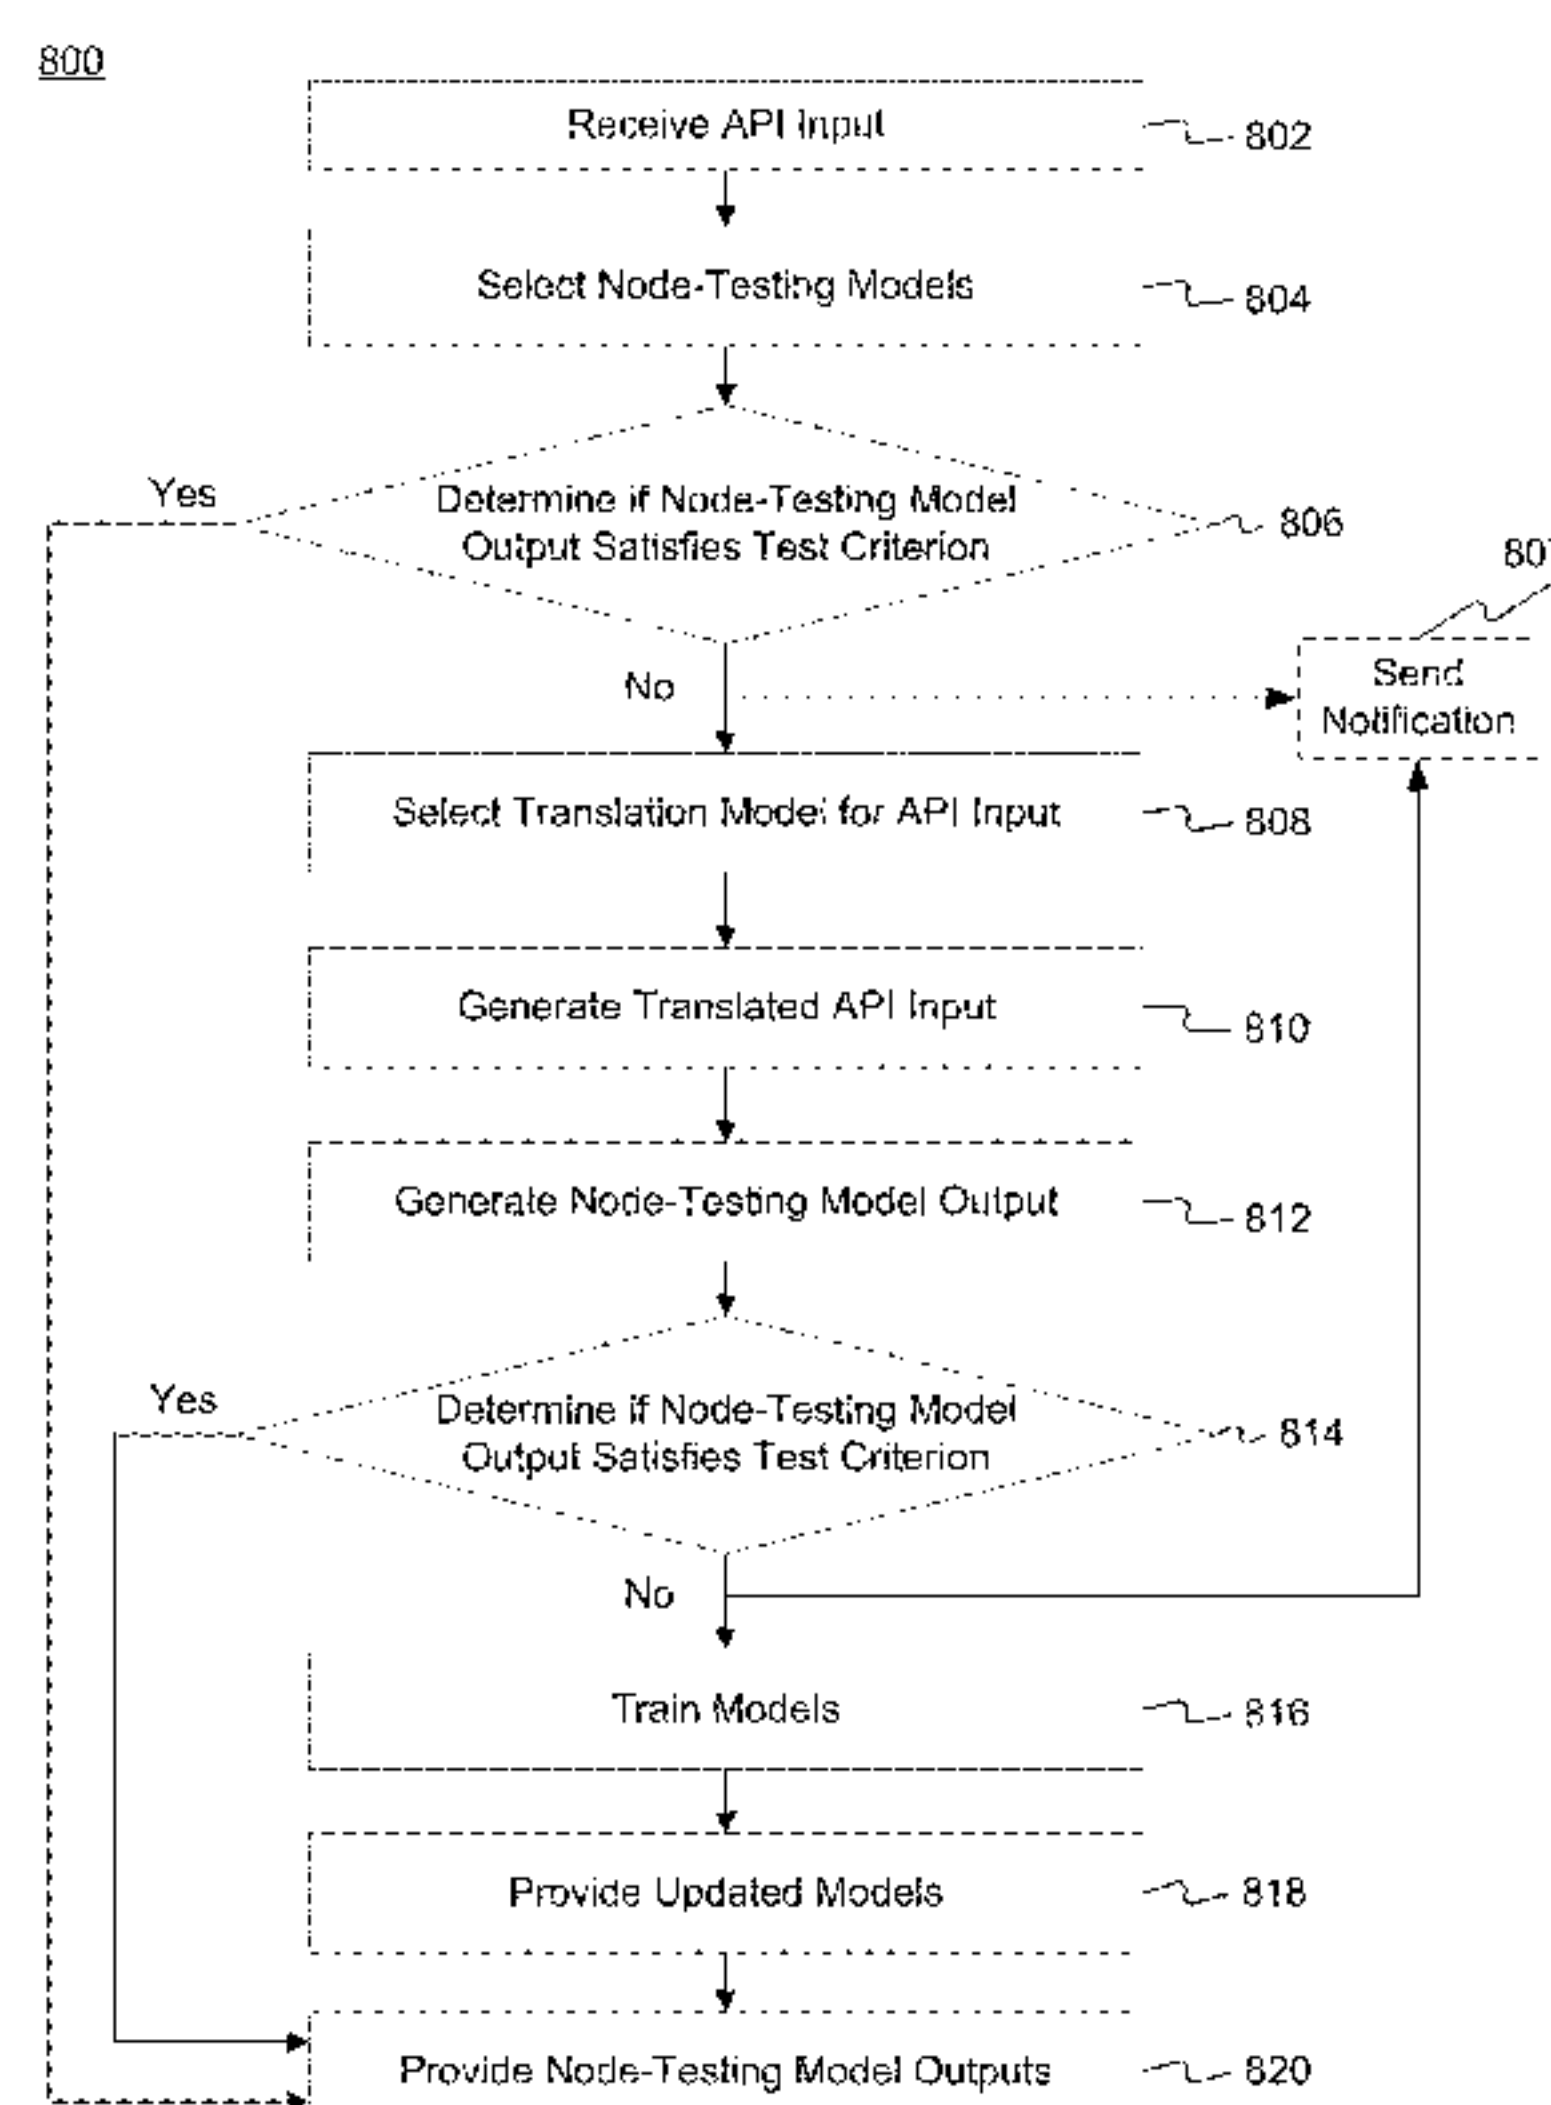 800
Receive API Input
802
Select Node-Testing Models
804
Yes
Determine if Node-Testing Model
Output Satisfies Test Criterion
806
No
Send
Notification
Select Translation Model for API Input
808
Generate Translated API Input
810
Generate Node-Testing Model Output
812
Yes
Determine if Node-Testing Model
Output Satisfies Test Criterion
814
No
Train Models
816
Provide Updated Models
818
Provide Node-Testing Model Outputs
820